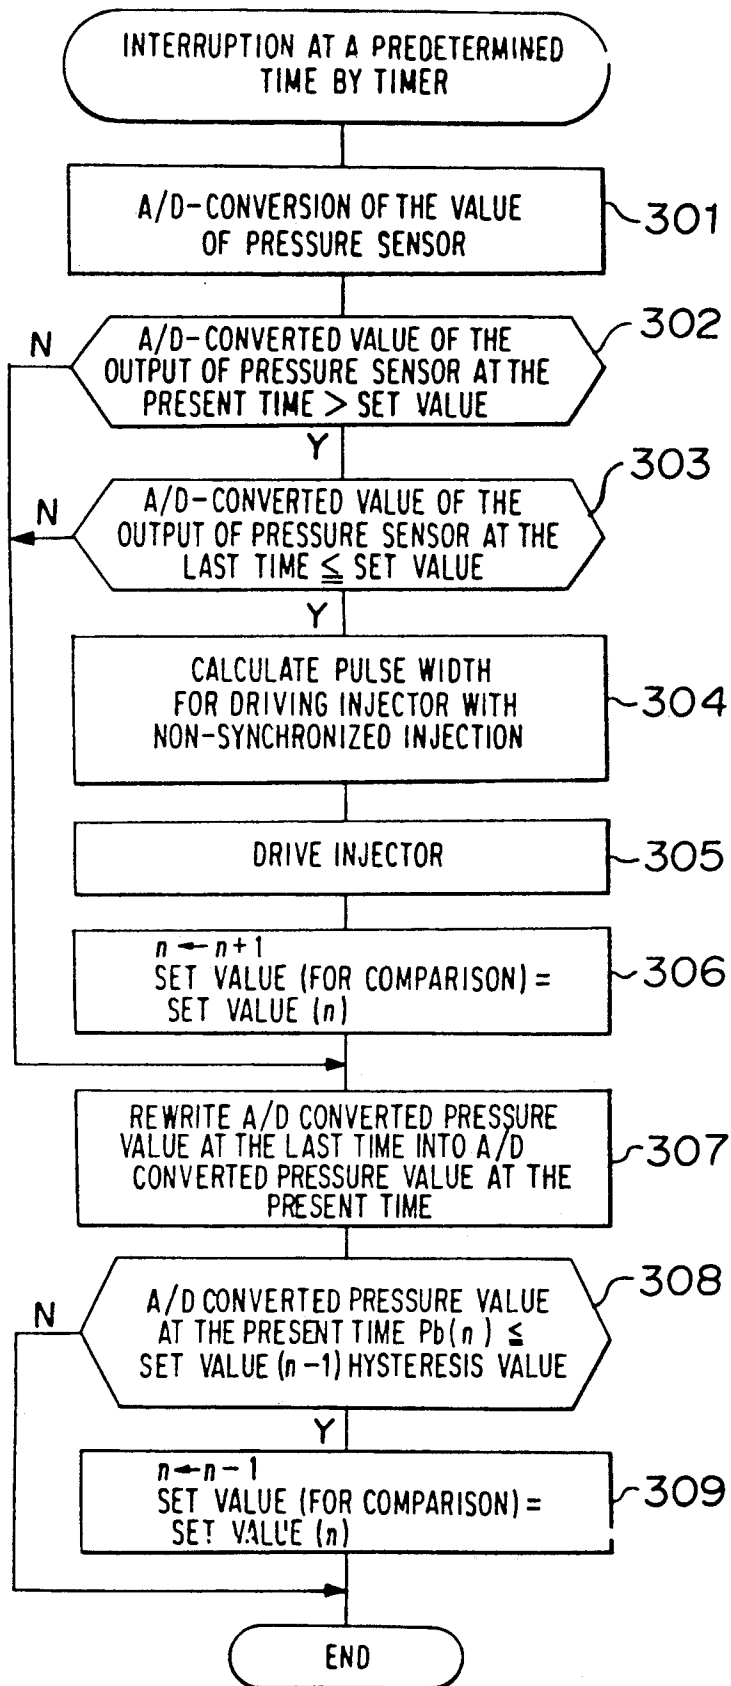 INTERRUPTION AT A PREDETERMINED
TIME BY TIMER
A/D-CONVERSION OF THE VALUE
OF PRESSURE SENSOR
301
A/D-CONVERTED VALUE OF THE
OUTPUT OF PRESSURE SENSOR AT THE
PRESENT TIME > SET VALUE
302
N
Y
A/D-CONVERTED VALUE OF THE
OUTPUT OF PRESSURE SENSOR AT THE
LAST TIME ≦ SET VALUE
303
N
Y
CALCULATE PULSE WIDTH
FOR DRIVING INJECTOR WITH
NON-SYNCHRONIZED INJECTION
304
DRIVE INJECTOR
305
n ← n+1
SET VALUE (FOR COMPARISON) =
SET VALUE (n)
306
REWRITE A/D CONVERTED PRESSURE
VALUE AT THE LAST TIME INTO A/D
CONVERTED PRESSURE VALUE AT THE
PRESENT TIME
307
A/D CONVERTED PRESSURE VALUE
AT THE PRESENT TIME Pb(n) ≦
SET VALUE (n-1) HYSTERESIS VALUE
308
N
Y
n ← n-1
SET VALUE (FOR COMPARISON) =
SET VALUE (n)
309
END